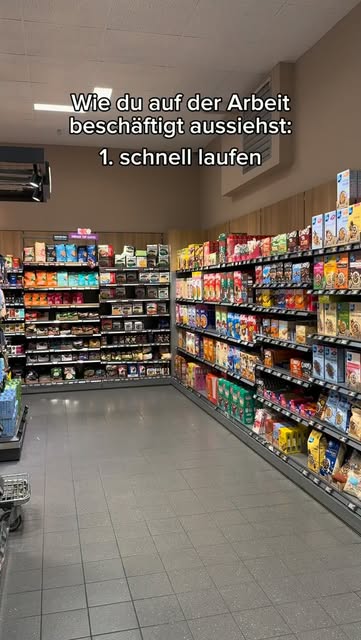 Wie du auf der Arbeit
beschäftigt aussiehst:
1. schnell laufen